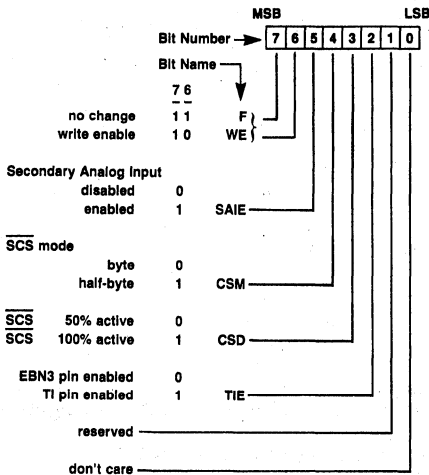 MSB LSB
Bit Number 7 6 5 4 3 2 1 0
Bit Name
7 6
no change 1 1 F
write enable 1 0 WE
Secondary Analog Input
disabled 0
enabled 1 SAIE
SCS mode
byte 0
half-byte 1 CSM
SCS 50% active 0
SCS 100% active 1 CSD
EBN3 pin enabled 0
TI pin enabled 1 TIE
reserved
don't care